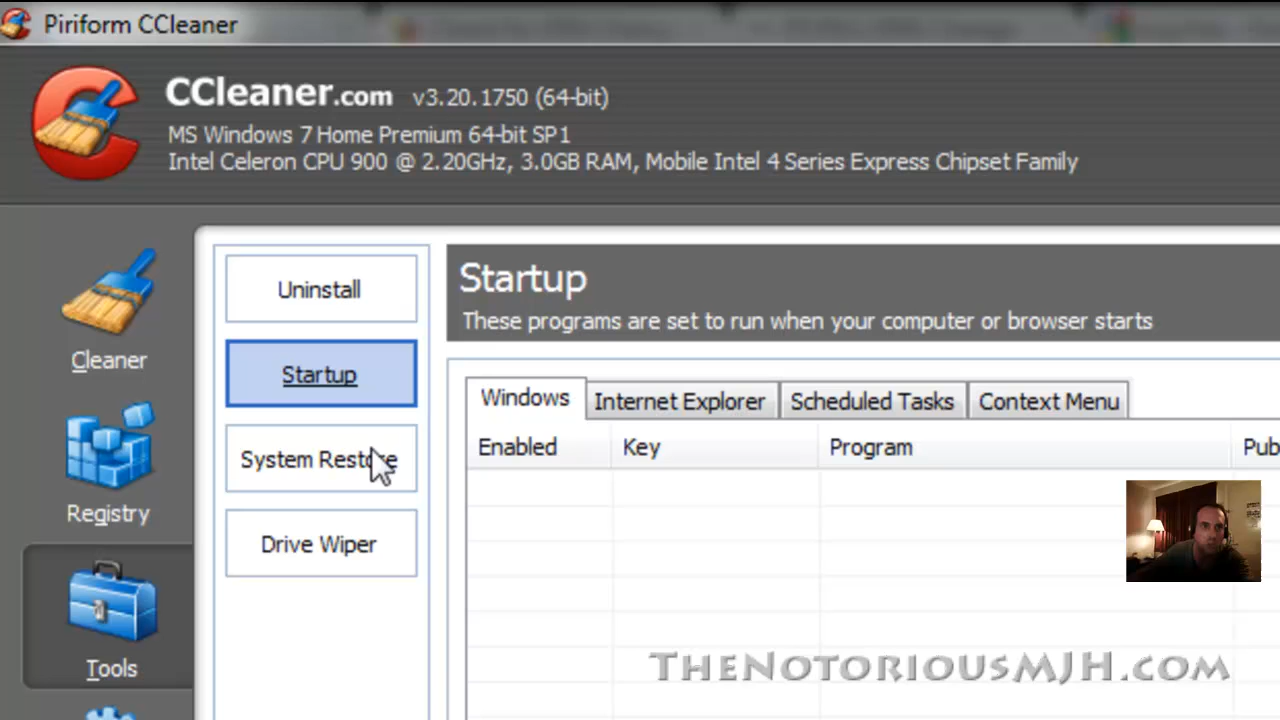 Piriform CCleaner
CCleaner.com v3.20.1750 (64-bit)
MS Windows 7 Home Premium 64-bit SP1
Intel Celeron CPU 900 @ 2.20GHz, 3.0GB RAM, Mobile Intel 4 Series Express Chipset Family
Cleaner
Registry
Tools
Uninstall
Startup
System Restore
Drive Wiper
Startup
These programs are set to run when your computer or browser starts
Windows Internet Explorer Scheduled Tasks Context Menu
Enabled Key Program Pub
TheNotoriousMJH.com